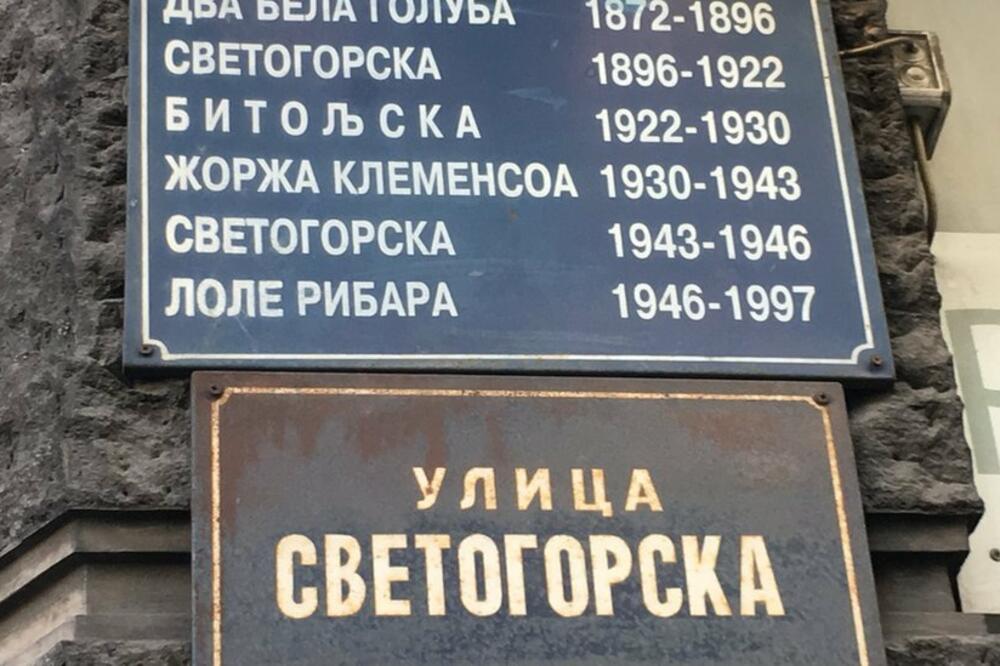 ДВА БЕЛА ГОЛУБА 1872-1896
СВЕТОГОРСКА 1896-1922
БИТОЉСКА 1922-1930
ЖОРЖА КЛЕМЕНСОА 1930-1943
СВЕТОГОРСКА 1943-1946
ЛОЛЕ РИБАРА 1946-1997
УЛИЦА
СВЕТОГОРСКА